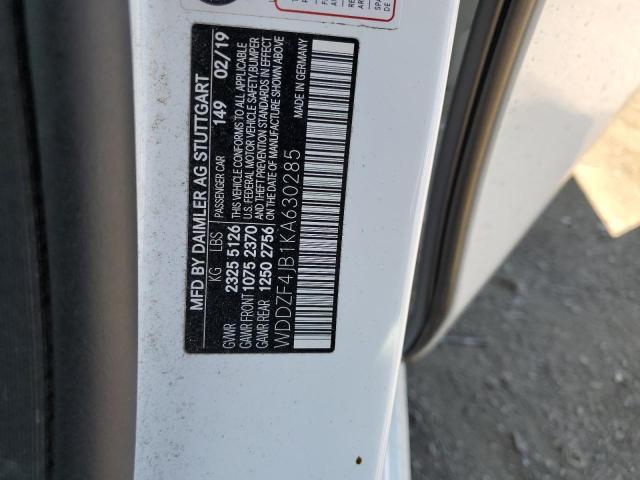 MFD BY DAIMLER AG STUTTGART
KG LBS PASSENGER CAR 149 02/19
GVWR 2325 5126 THIS VEHICLE CONFORMS TO ALL APPLICABLE
GAWR FRONT 1075 2370 U.S. FEDERAL MOTOR VEHICLE SAFETY, BUMPER
GAWR REAR 1250 2756 AND THEFT PREVENTION STANDARDS IN EFFECT
ON THE DATE OF MANUFACTURE SHOWN ABOVE
WDDZF4JB1KA630285 MADE IN GERMANY